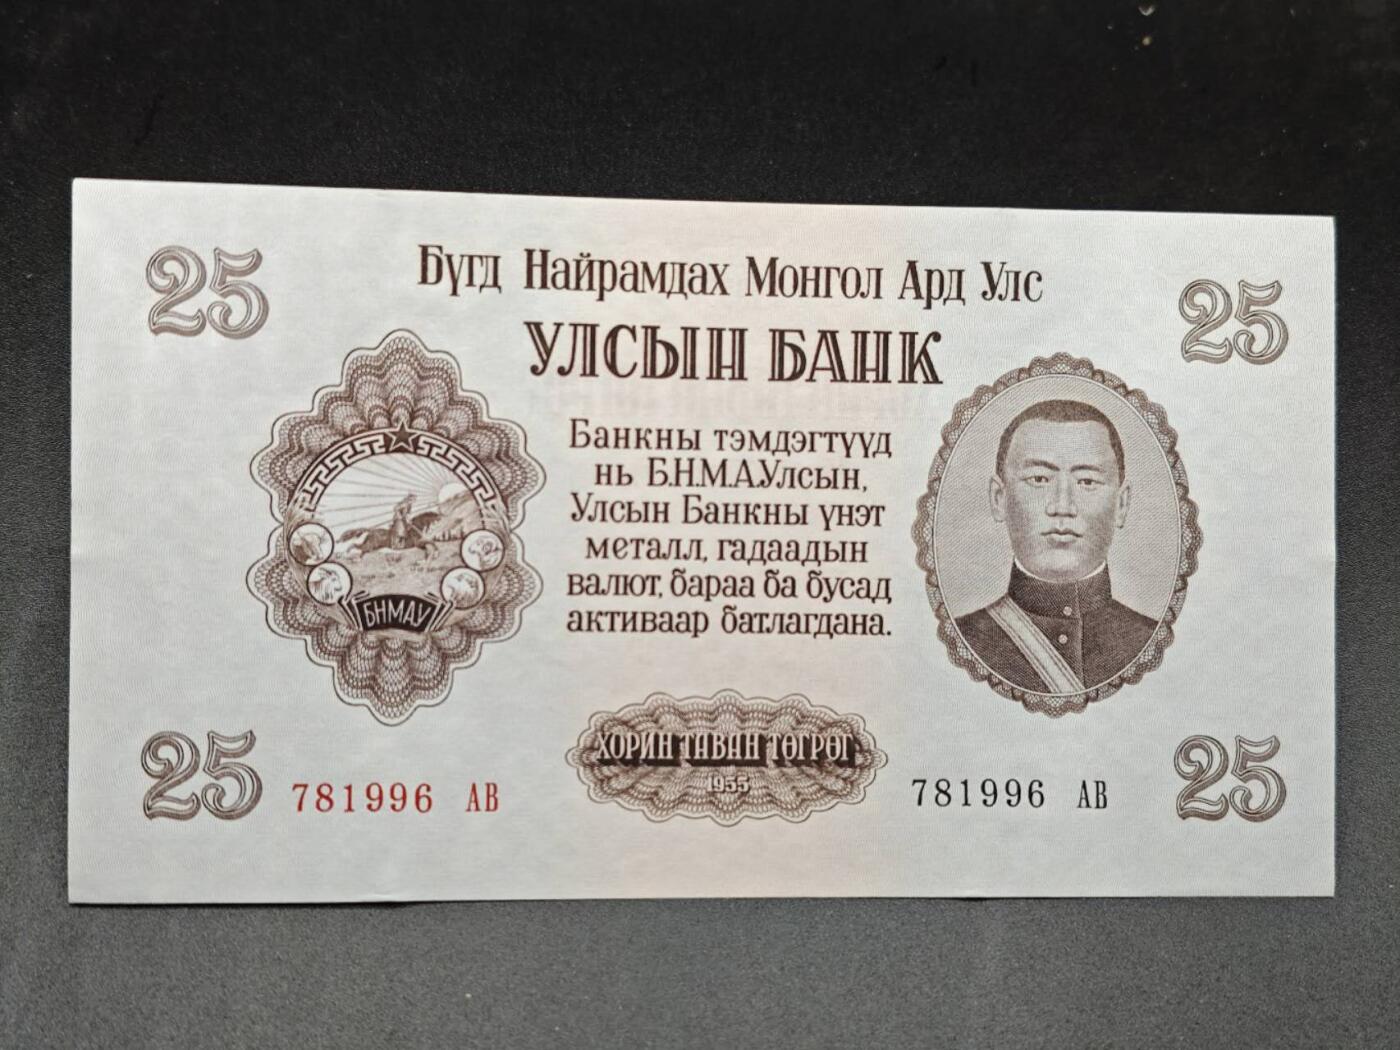 25
Бүгд Найрамдах Монгол Ард Улс
25
УЛСЫН БАНК
Банкны тэмдэгтүүд
нь Б.Н.М.А.Улсын,
Улсын Банкны үнэт
металл, гадаадын
валют, бараа ба бусад
активаар батлагдана.
БНМАУ
ХОРИН ТАВАН ТӨГРӨГ
1955
25
781996 АВ
781996 АВ
25